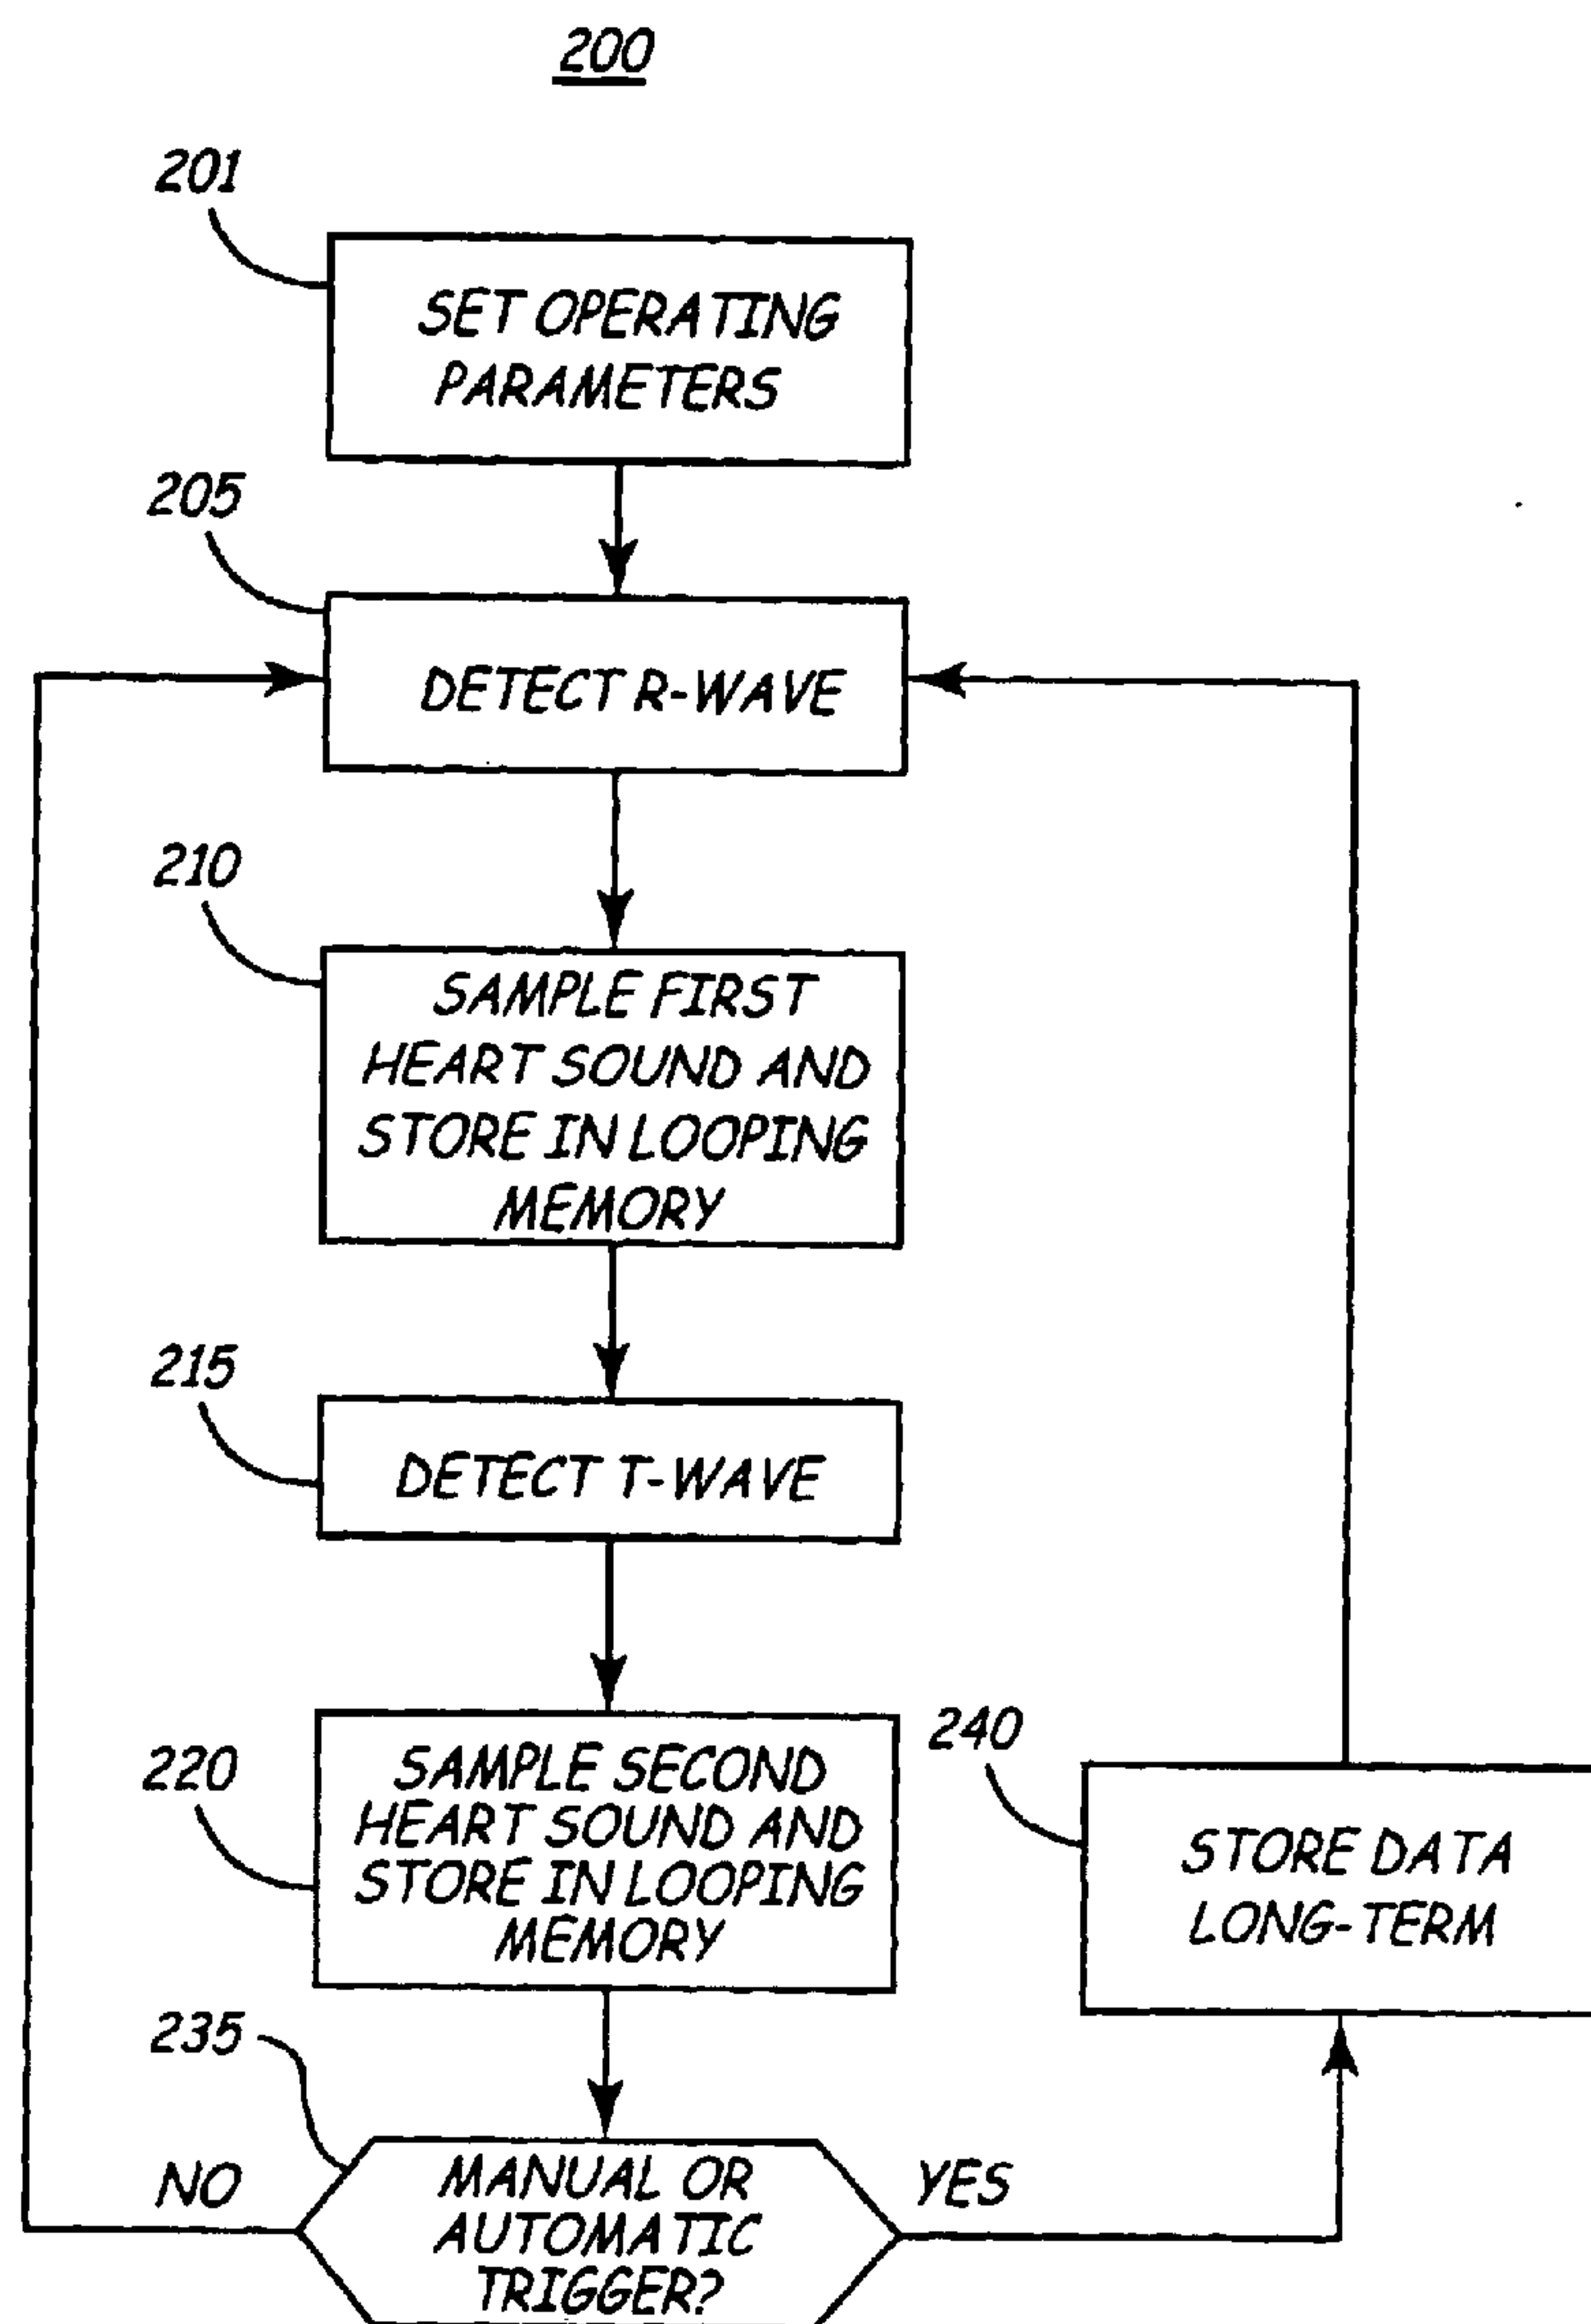 200
201
SET OPERATING
PARAMETERS
205
DETECT R-WAVE
210
SAMPLE FIRST
HEART SOUND AND
STORE IN LOOPING
MEMORY
215
DETECT T-WAVE
220
SAMPLE SECOND
HEART SOUND AND
STORE IN LOOPING
MEMORY
240
STORE DATA
LONG-TERM
235
NO
MANUAL OR
AUTOMATIC
TRIGGER?
YES